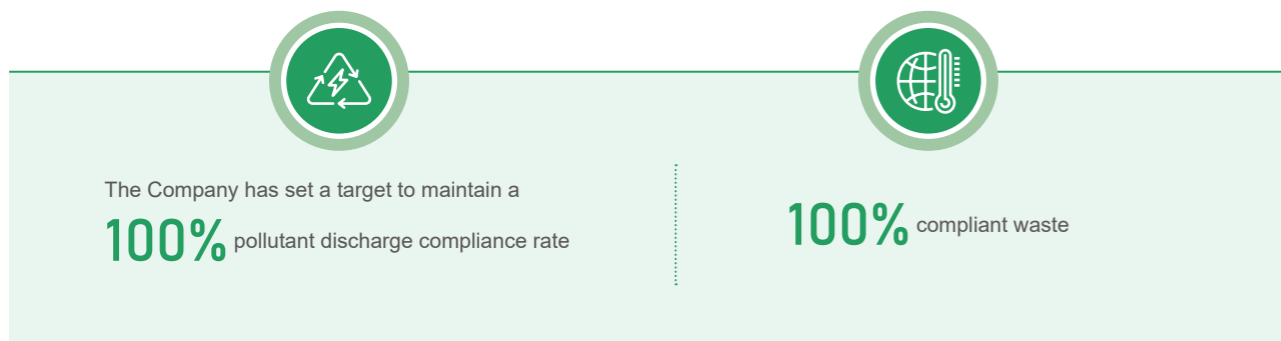 The Company has set a target to maintain a
100% pollutant discharge compliance rate
100% compliant waste